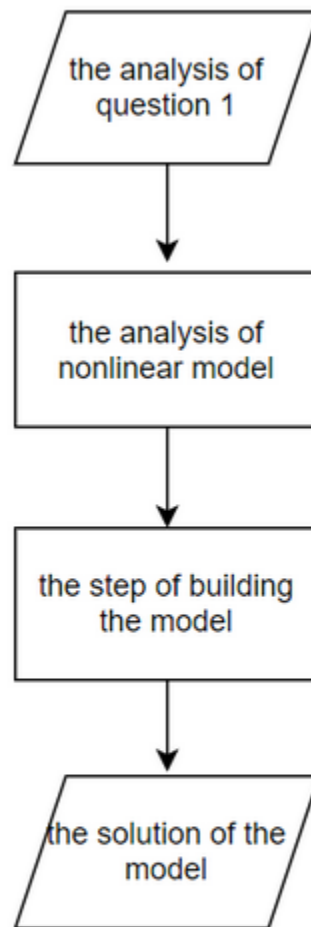 the analysis of
question 1
the analysis of
nonlinear model
the step of building
the model
the solution of the
model